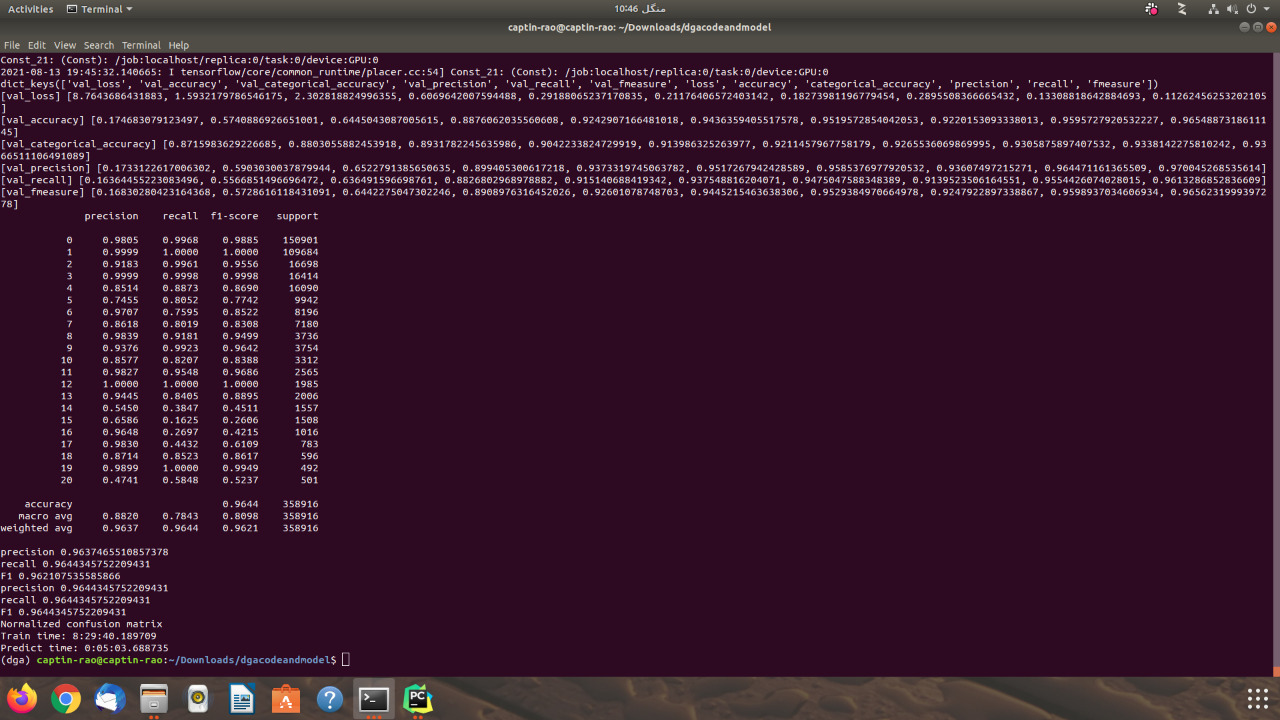 Activities Terminal 10:46 منگل
captin-rao@captin-rao: ~/Downloads/dgacodeandmodel
File Edit View Search Terminal Help
Const_21: (Const): /job:localhost/replica:0/task:0/device:GPU:0
2021-08-13 19:45:32.140665: I tensorflow/core/common_runtime/placer.cc:54] Const_21: (Const): /job:localhost/replica:0/task:0/device:GPU:0
dict_keys(['val_loss', 'val_accuracy', 'val_categorical_accuracy', 'val_precision', 'val_recall', 'val_fmeasure', 'loss', 'accuracy', 'categorical_accuracy', 'precision', 'recall', 'fmeasure'])
[val_loss] [8.7643686431883, 1.5932179786546175, 2.302818824996355, 0.6069642007594488, 0.29188065237170835, 0.21176406572403142, 0.18273981196779454, 0.2895508366665432, 0.13308818642884693, 0.11262456253202105
]
[val_accuracy] [0.174683079123497, 0.5740886926651001, 0.6445043087005615, 0.8876062035560608, 0.9242907166481018, 0.9436359405517578, 0.9519572854042053, 0.9220153093338013, 0.9595727920532227, 0.9654887318611145]
[val_categorical_accuracy] [0.8715983629226685, 0.8803055882453918, 0.8931782245635986, 0.9042233824729919, 0.913986325263977, 0.9211457967758179, 0.9265536069869995, 0.9305875897407532, 0.9338142275810242, 0.93
66511106491089]
[val_precision] [0.1733122617006302, 0.5903030037879944, 0.6522791385650635, 0.899405300617218, 0.9373319745063782, 0.9517267942428589, 0.9585376977920532, 0.93607497215271, 0.964471161365509, 0.970045268535614]
[val_recall] [0.16364455223083496, 0.5566851496696472, 0.636491596698761, 0.8826802968978882, 0.915140688419342, 0.9375488162040​71, 0.9475047588348389, 0.9139523506164551, 0.9554426074028015, 0.9613286852836609]
[val_fmeasure] [0.16830280423164368, 0.5728616118431091, 0.6442275047302246, 0.8908976316452026, 0.92601078748703, 0.9445215463638306, 0.9529384970664978, 0.9247922897338867, 0.9598937034606934, 0.96562319993972
78]
precision recall f1-score support
0 0.9805 0.9968 0.9885 150901
1 0.9999 1.0000 1.0000 109684
2 0.9183 0.9961 0.9556 16698
3 0.9999 0.9998 0.9998 16414
4 0.8514 0.8873 0.8690 16090
5 0.7455 0.8052 0.7742 9942
6 0.9707 0.7595 0.8522 8196
7 0.8618 0.8019 0.8308 7180
8 0.9839 0.9181 0.9499 3736
9 0.9376 0.9923 0.9642 3754
10 0.8577 0.8207 0.8388 3312
11 0.9827 0.9548 0.9686 2565
12 1.0000 1.0000 1.0000 1985
13 0.9445 0.8405 0.8895 2006
14 0.5450 0.3847 0.4511 1557
15 0.6586 0.1625 0.2606 1508
16 0.9648 0.2697 0.4215 1016
17 0.9830 0.4432 0.6109 783
18 0.8714 0.8523 0.8617 596
19 0.9899 1.0000 0.9949 492
20 0.4741 0.5848 0.5237 501
accuracy 0.9644 358916
macro avg 0.8820 0.7843 0.8098 358916
weighted avg 0.9637 0.9644 0.9621 358916
precision 0.9637465510857378
recall 0.9644345752209431
F1 0.962107535585866
precision 0.9644345752209431
recall 0.9644345752209431
F1 0.9644345752209431
Normalized confusion matrix
Train time: 8:29:40.189709
Predict time: 0:05:03.688735
(dga) captin-rao@captin-rao:~/Downloads/dgacodeandmodel$